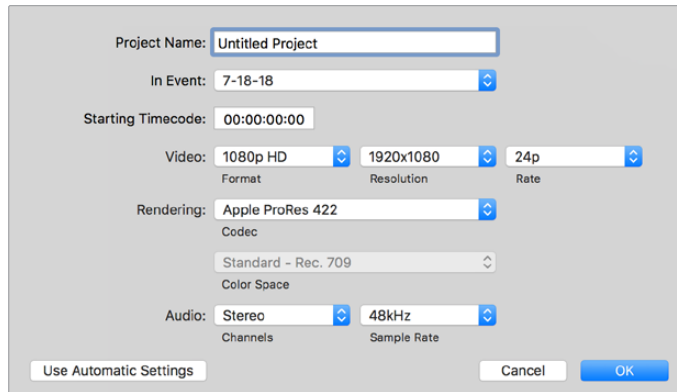 Project Name: Untitled Project
In Event: 7-18-18
Starting Timecode: 00:00:00:00
Video: 1080p HD 1920x1080 24p
Format Resolution Rate
Rendering: Apple ProRes 422
Codec
Standard - Rec. 709
Color Space
Audio: Stereo 48kHz
Channels Sample Rate
Use Automatic Settings Cancel OK